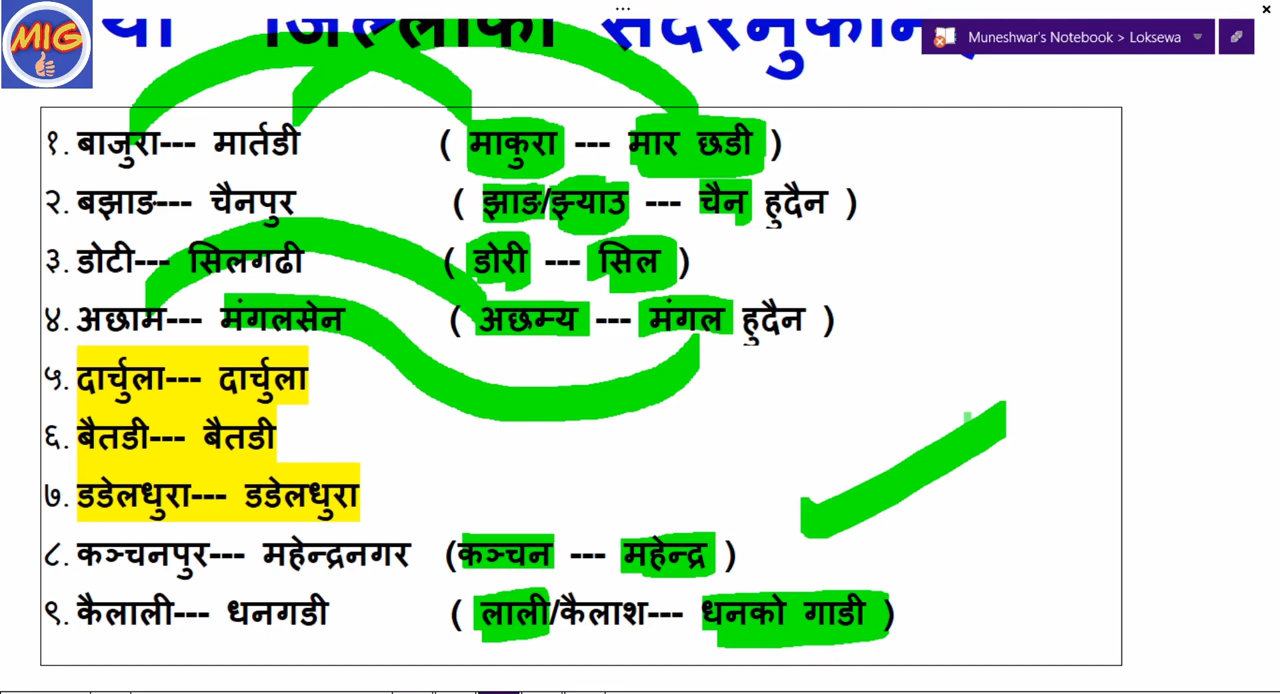 MIG
या जिल्लाको सदरमुकाम
Muneshwar's Notebook > Loksewa
१. बाजुरा--- मार्तडी ( माकुरा --- मार छडी )
२. बझाङ--- चैनपुर ( झाङ/झ्याउ --- चैन हुदैन )
३. डोटी--- सिलगढी ( डोरी --- सिल )
४. अछाम--- मंगलसेन ( अछम्य --- मंगल हुदैन )
५. दार्चुला--- दार्चुला
६. बैतडी--- बैतडी
७. डडेलधुरा--- डडेलधुरा
८. कञ्चनपुर--- महेन्द्रनगर (कञ्चन --- महेन्द्र )
९. कैलाली--- धनगडी ( लाली/कैलाश--- धनको गाडी )